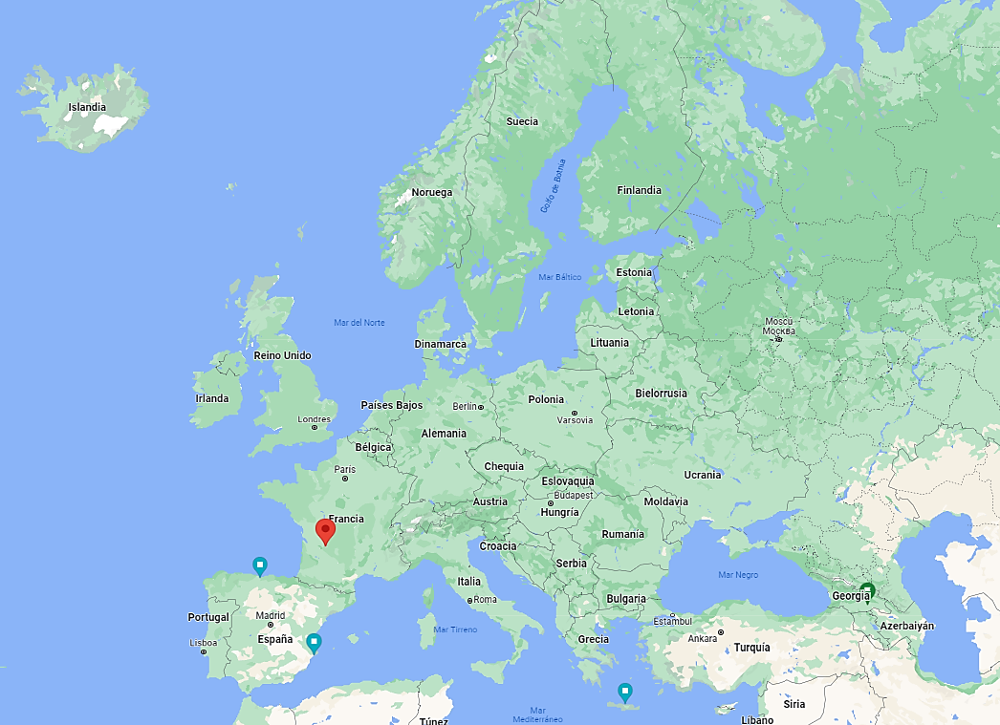 Islandia
Suecia
Noruega
Finlandia
Golfo de Botnia
Estonia
Mar Báltico
Letonia
Mar del Norte
Moscú
Москва
Dinamarca
Lituania
Reino Unido
Irlanda
Países Bajos
Berlín
Polonia
Bielorrusia
Londres
Varsovia
Alemania
Bélgica
París
Chequia
Ucrania
Eslovaquia
Budapest
Austria
Moldavia
Hungría
Francia
Rumanía
Croacia
Serbia
Mar Negro
Italia
Georgia
Roma
Bulgaria
Portugal
Madrid
Estambul
Azerbaiyán
Mar Tirreno
España
Grecia
Ankara
Lisboa
Turquía
Siria
Mar
Mediterráneo
Túnez
Líbano